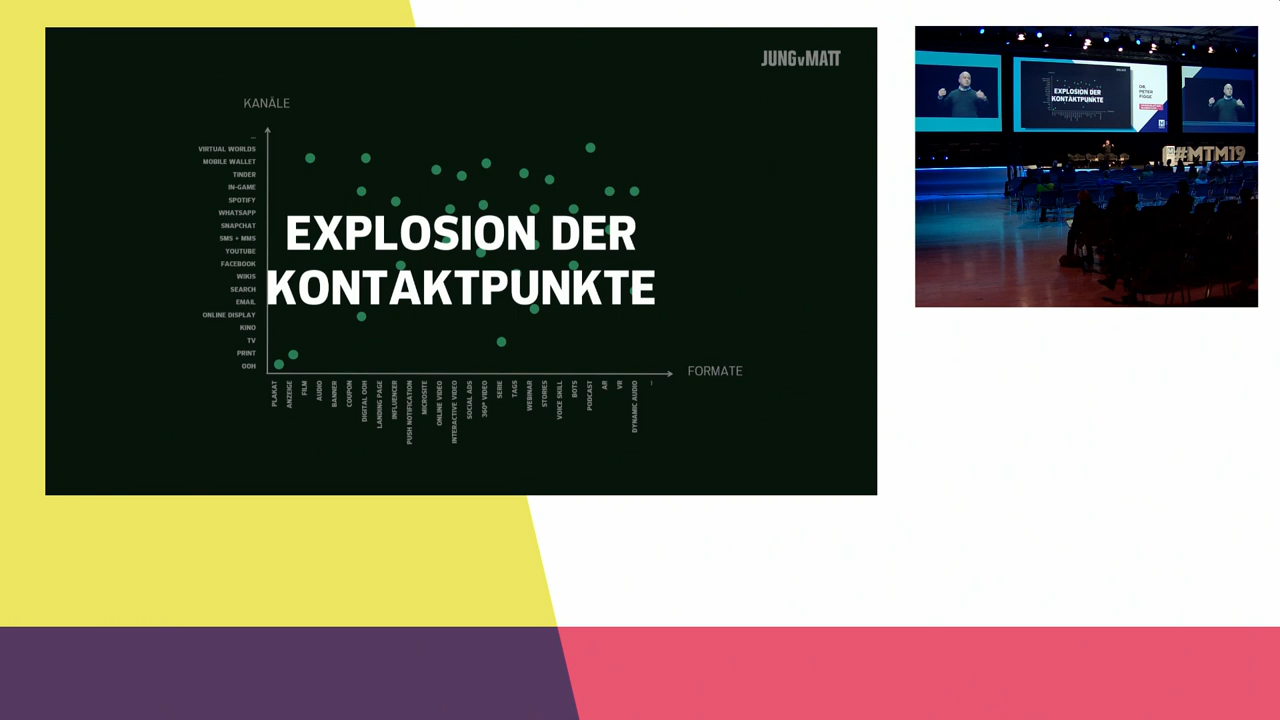 JUNGvMATT
KANÄLE
...
VIRTUAL WORLDS
MOBILE WALLET
TINDER
IN-GAME
SPOTIFY
WHATSAPP
SNAPCHAT
SMS + MMS
YOUTUBE
FACEBOOK
WIKIS
SEARCH
EMAIL
ONLINE DISPLAY
KINO
TV
PRINT
OOH
EXPLOSION DER
KONTAKTPUNKTE
FORMATE
PLAKAT
ANZEIGE
FILM
AUDIO
BANNER
COUPON
DIGITAL OOH
LANDING PAGE
INFLUENCER
PUSH NOTIFICATION
MICROSITE
ONLINE VIDEO
INTERACTIVE VIDEO
SOCIAL ADS
360° VIDEO
SERIE
TAGS
WEBINAR
STORIES
VOICE SKILL
BOTS
PODCAST
AR
VR
DYNAMIC AUDIO
...
EXPLOSION DER
KONTAKTPUNKTE
DR.
PETER
FIGGE
#MTM19